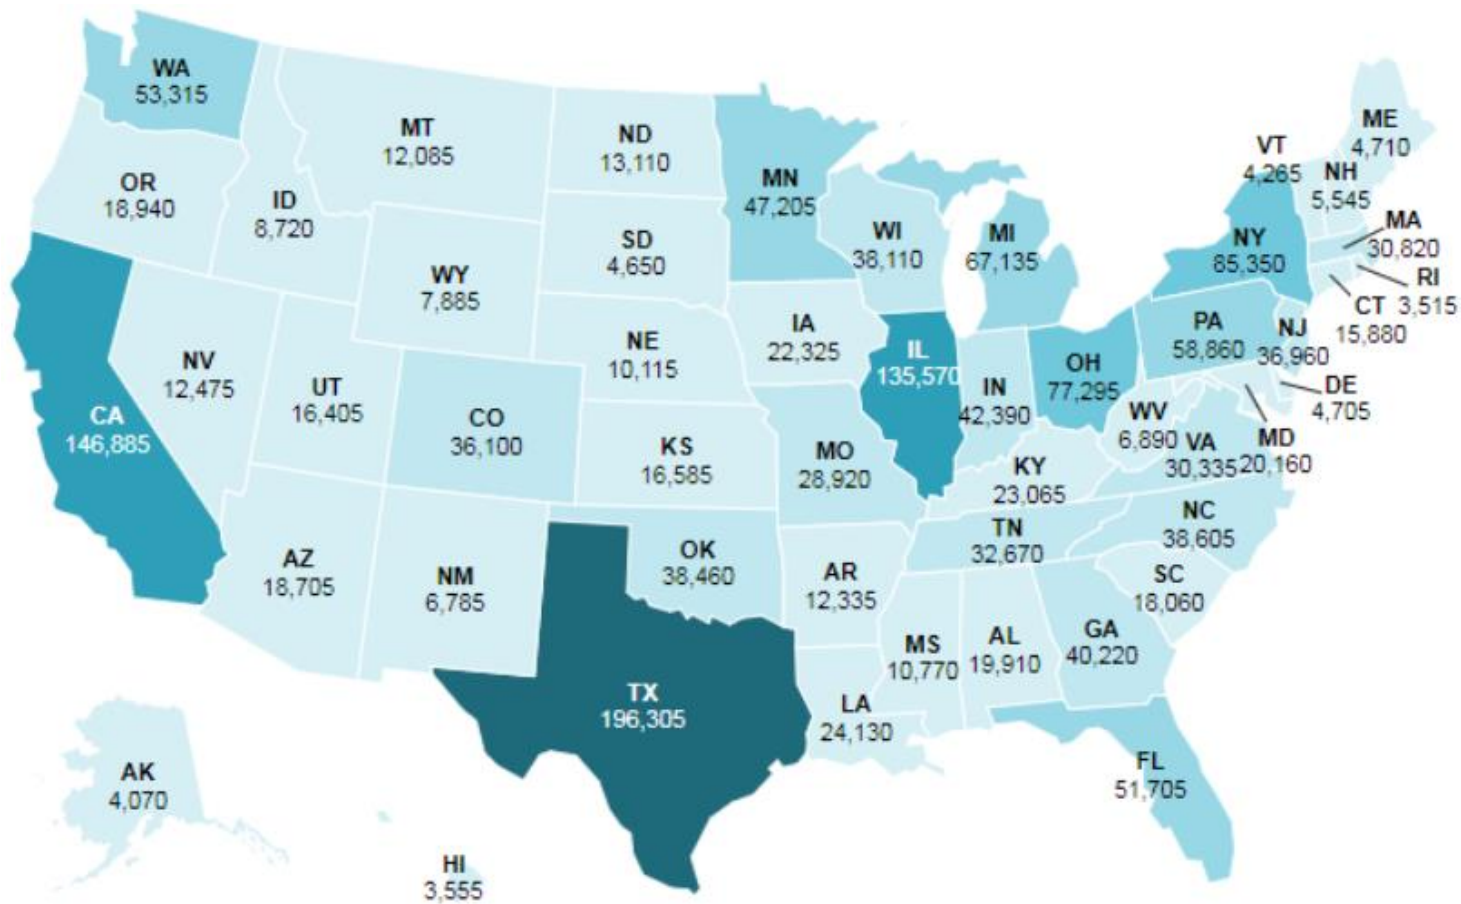 WA
53,315
MT
12,085
ND
13,110
MN
47,205
VT
4,265
ME
4,710
NH
5,545
OR
18,940
ID
8,720
SD
4,650
WI
38,110
MI
67,135
NY
85,350
MA
30,820
RI
3,515
CT
15,880
WY
7,885
IA
22,325
PA
58,860
NJ
36,960
NV
12,475
UT
16,405
NE
10,115
IL
135,570
IN
42,390
OH
77,295
DE
4,705
CA
146,885
CO
36,100
KS
16,585
MO
28,920
WV
6,890
VA
30,335
MD
20,160
KY
23,065
TN
32,670
NC
38,605
AZ
18,705
NM
6,785
OK
38,460
AR
12,335
SC
18,060
MS
10,770
AL
19,910
GA
40,220
TX
196,305
LA
24,130
FL
51,705
AK
4,070
HI
3,555